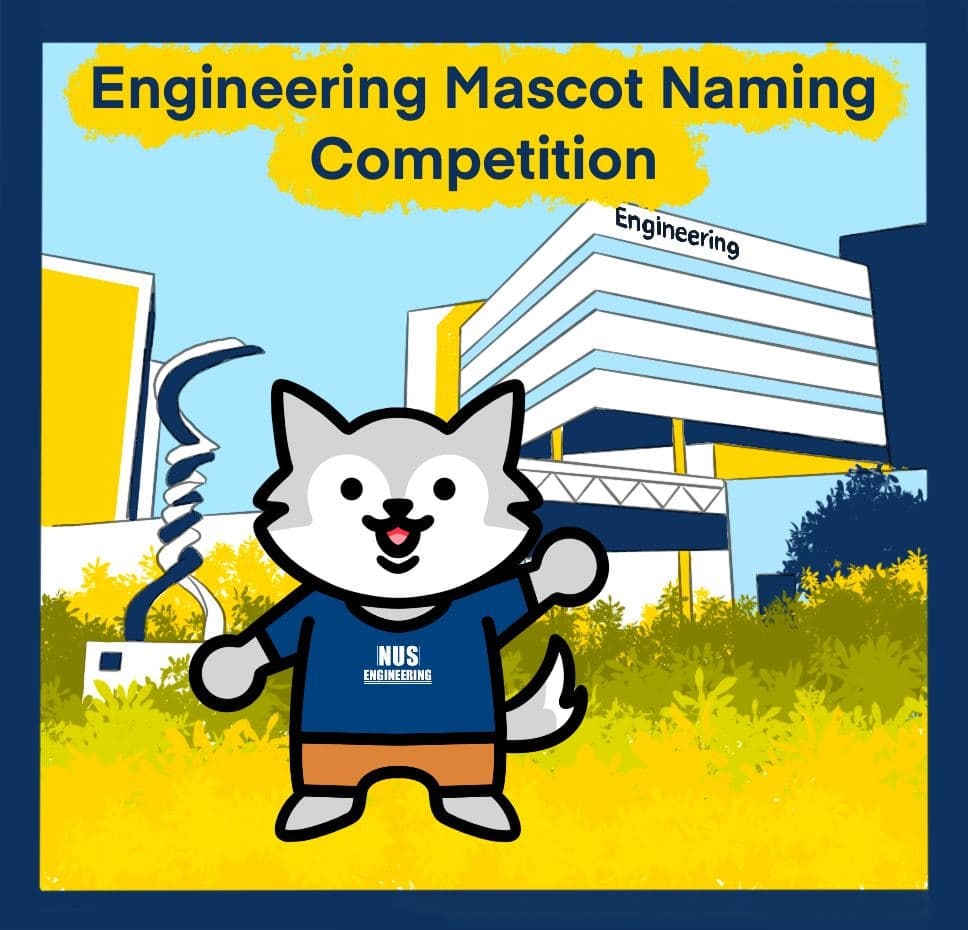 Engineering Mascot Naming
Competition
Engineering
NUS
ENGINEERING